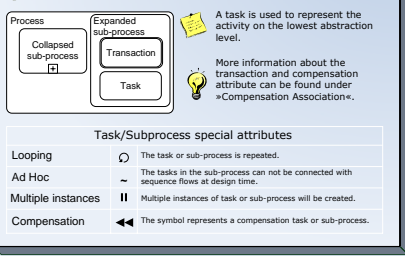 Process
Expanded
sub-process
Collapsed
sub-process
+
Transaction
Task
A task is used to represent the
activity on the lowest abstraction
level.
More information about the
transaction and compensation
attribute can be found under
»Compensation Association«.
Task/Subprocess special attributes
Looping The task or sub-process is repeated.
Ad Hoc ~ The tasks in the sub-process can not be connected with
sequence flows at design time.
Multiple instances II Multiple instances of task or sub-process will be created.
Compensation The symbol represents a compensation task or sub-process.